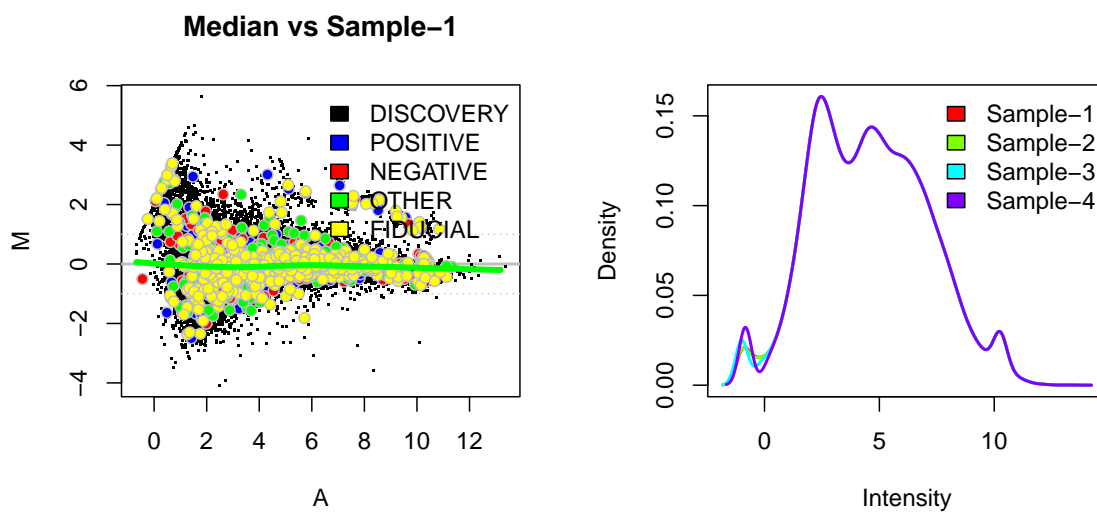 Median vs Sample−1
6
4
2
0
−2
−4
M
0
2
4
6
8
10
12
A
DISCOVERY
POSITIVE
NEGATIVE
OTHER
FIDUCIAL
0.15
0.10
0.05
0.00
Density
0
5
10
Intensity
Sample−1
Sample−2
Sample−3
Sample−4